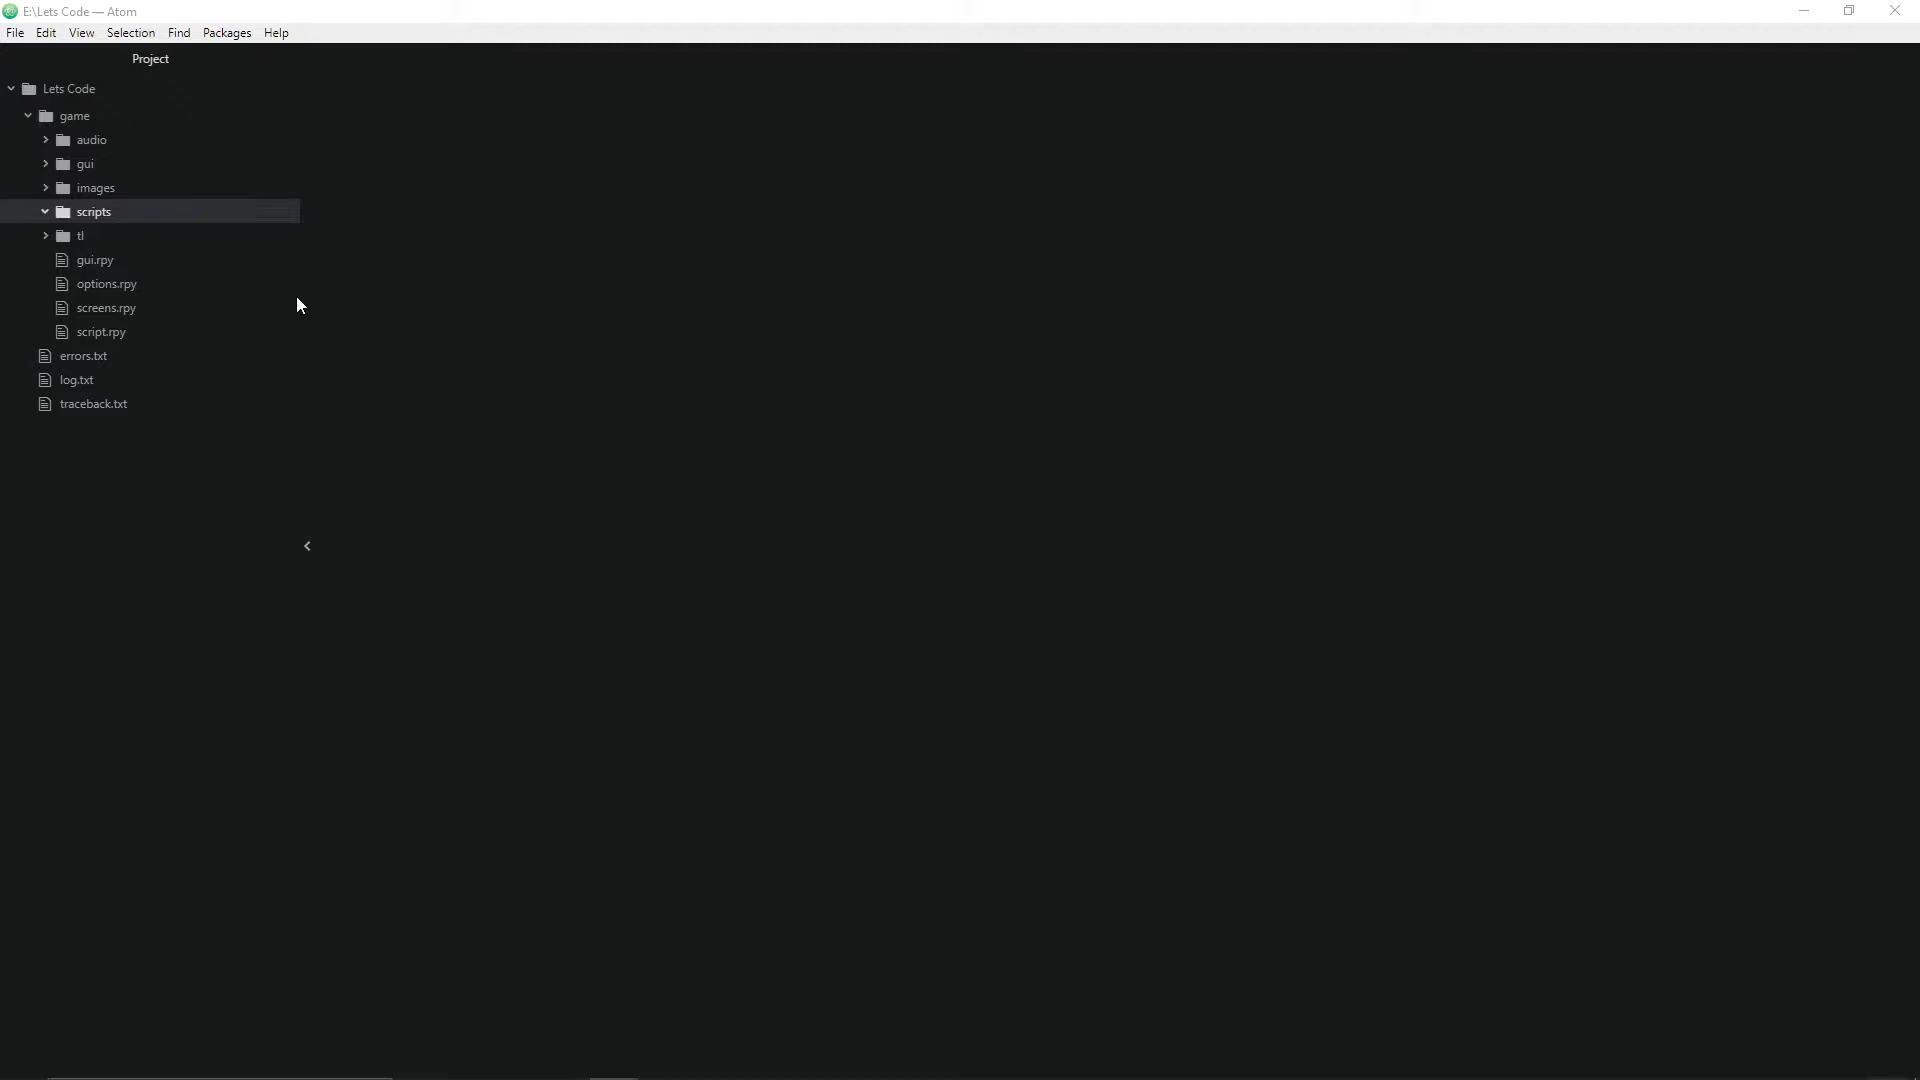 E:\Lets Code — Atom
File Edit View Selection Find Packages Help
Project
Lets Code
game
audio
gui
images
scripts
tl
gui.rpy
options.rpy
screens.rpy
script.rpy
errors.txt
log.txt
traceback.txt